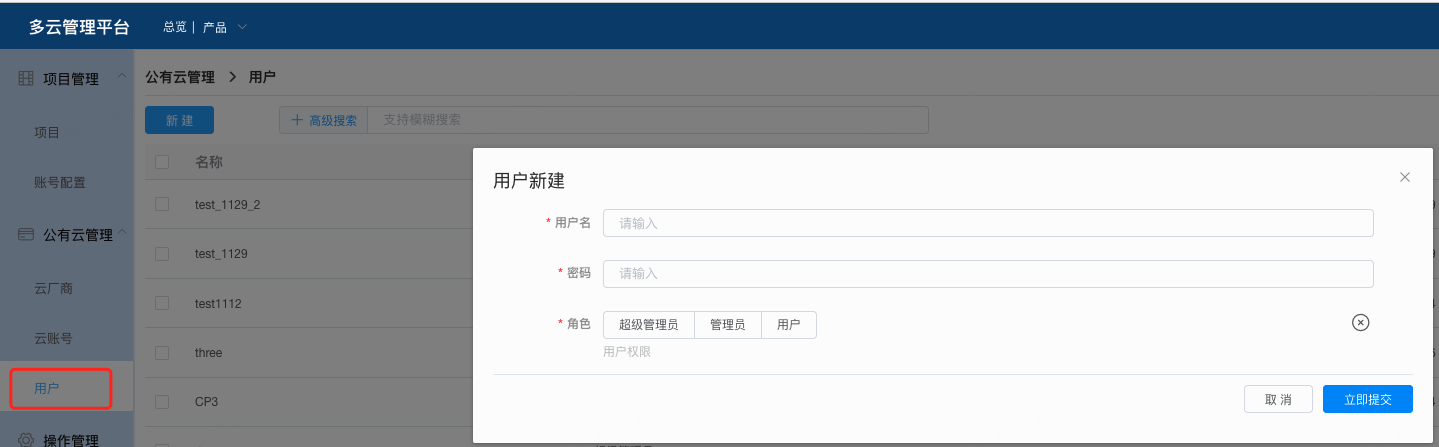 多云管理平台 总览 | 产品
项目管理
公有云管理 > 用户
新 建 + 高级搜索 支持模糊搜索
项目
名称
账号配置
test_1129_2
公有云管理
test_1129
云厂商
test1112
云账号
three
用户
CP3
操作管理
用户新建
* 用户名 请输入
* 密码 请输入
* 角色 超级管理员 管理员 用户
用户权限
取 消 立即提交